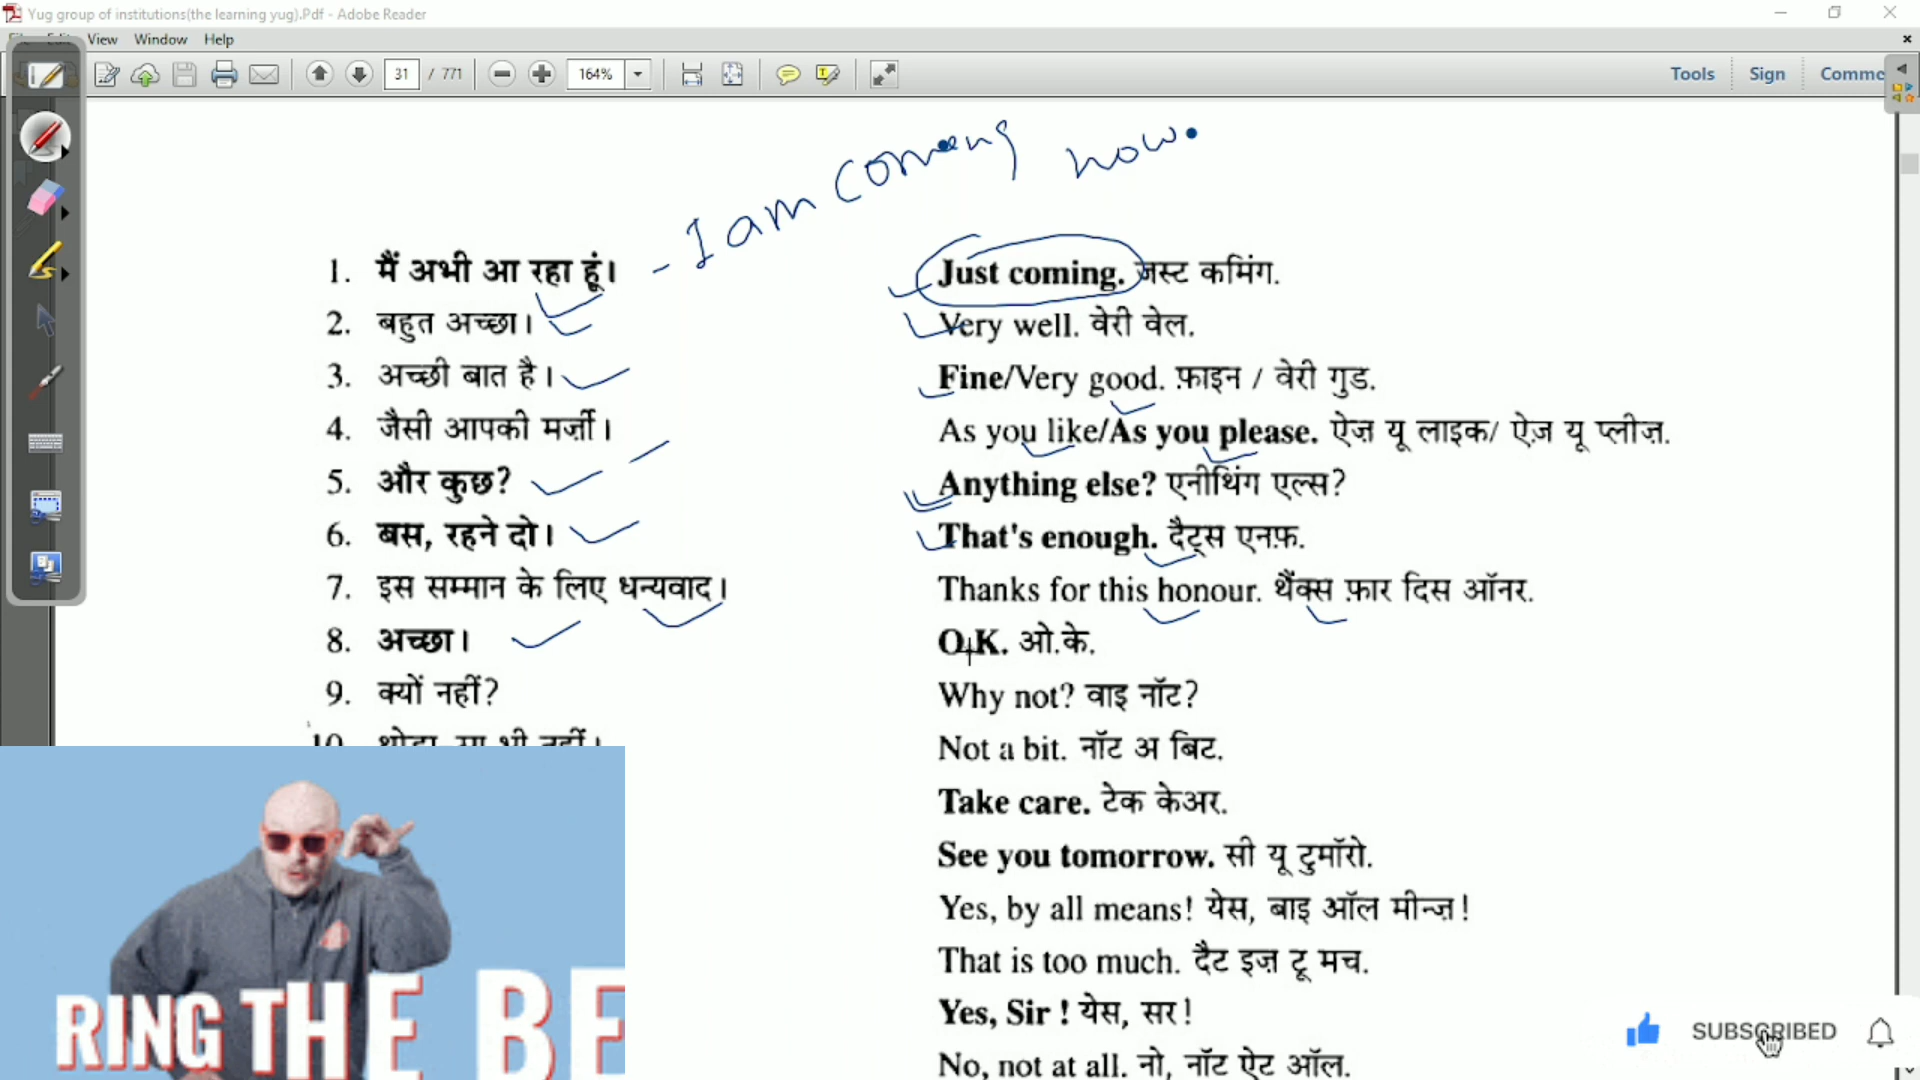 Yug group of institutions(the learning yug).Pdf - Adobe Reader
View Window Help
31 / 771 164% Tools Sign Comme
- I am coming now.
1. मैं अभी आ रहा हूं। Just coming. जस्ट कमिंग.
2. बहुत अच्छा। Very well. वेरी वेल.
3. अच्छी बात है। Fine/Very good. फ़ाइन / वेरी गुड.
4. जैसी आपकी मर्ज़ी। As you like/As you please. ऐज़ यू लाइक/ ऐज़ यू प्लीज़.
5. और कुछ? Anything else? एनीथिंग एल्स?
6. बस, रहने दो। That's enough. दैट्स एनफ़.
7. इस सम्मान के लिए धन्यवाद। Thanks for this honour. थैंक्स फ़ार दिस ऑनर.
8. अच्छा। O.K. ओ.के.
9. क्यों नहीं? Why not? वाइ नॉट?
10. थोड़ा सा भी नहीं। Not a bit. नॉट अ बिट.
Take care. टेक केअर.
See you tomorrow. सी यू टुमॉरो.
Yes, by all means! येस, बाइ ऑल मीन्ज़!
That is too much. दैट इज़ टू मच.
Yes, Sir ! येस, सर!
No, not at all. नो, नॉट ऐट ऑल.
RING THE BE
SUBSCRIBED